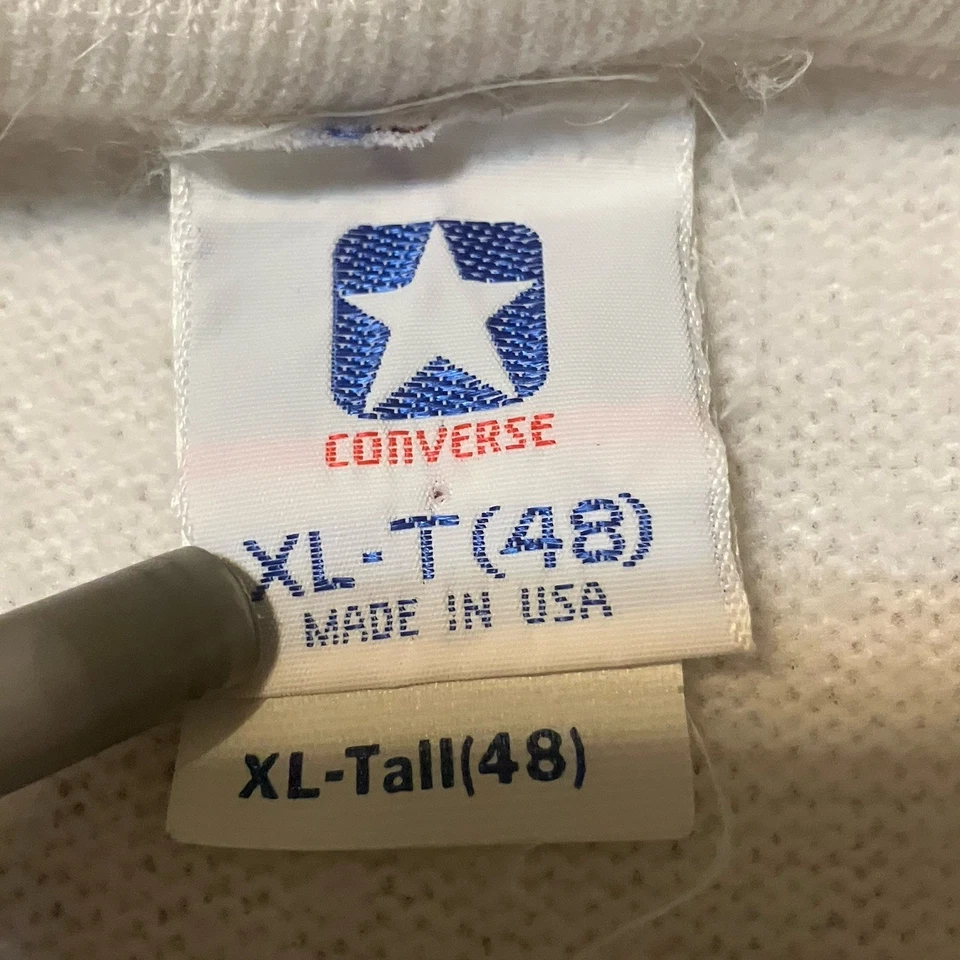 CONVERSE
XL-T(48)
MADE IN USA
XL-Tall(48)